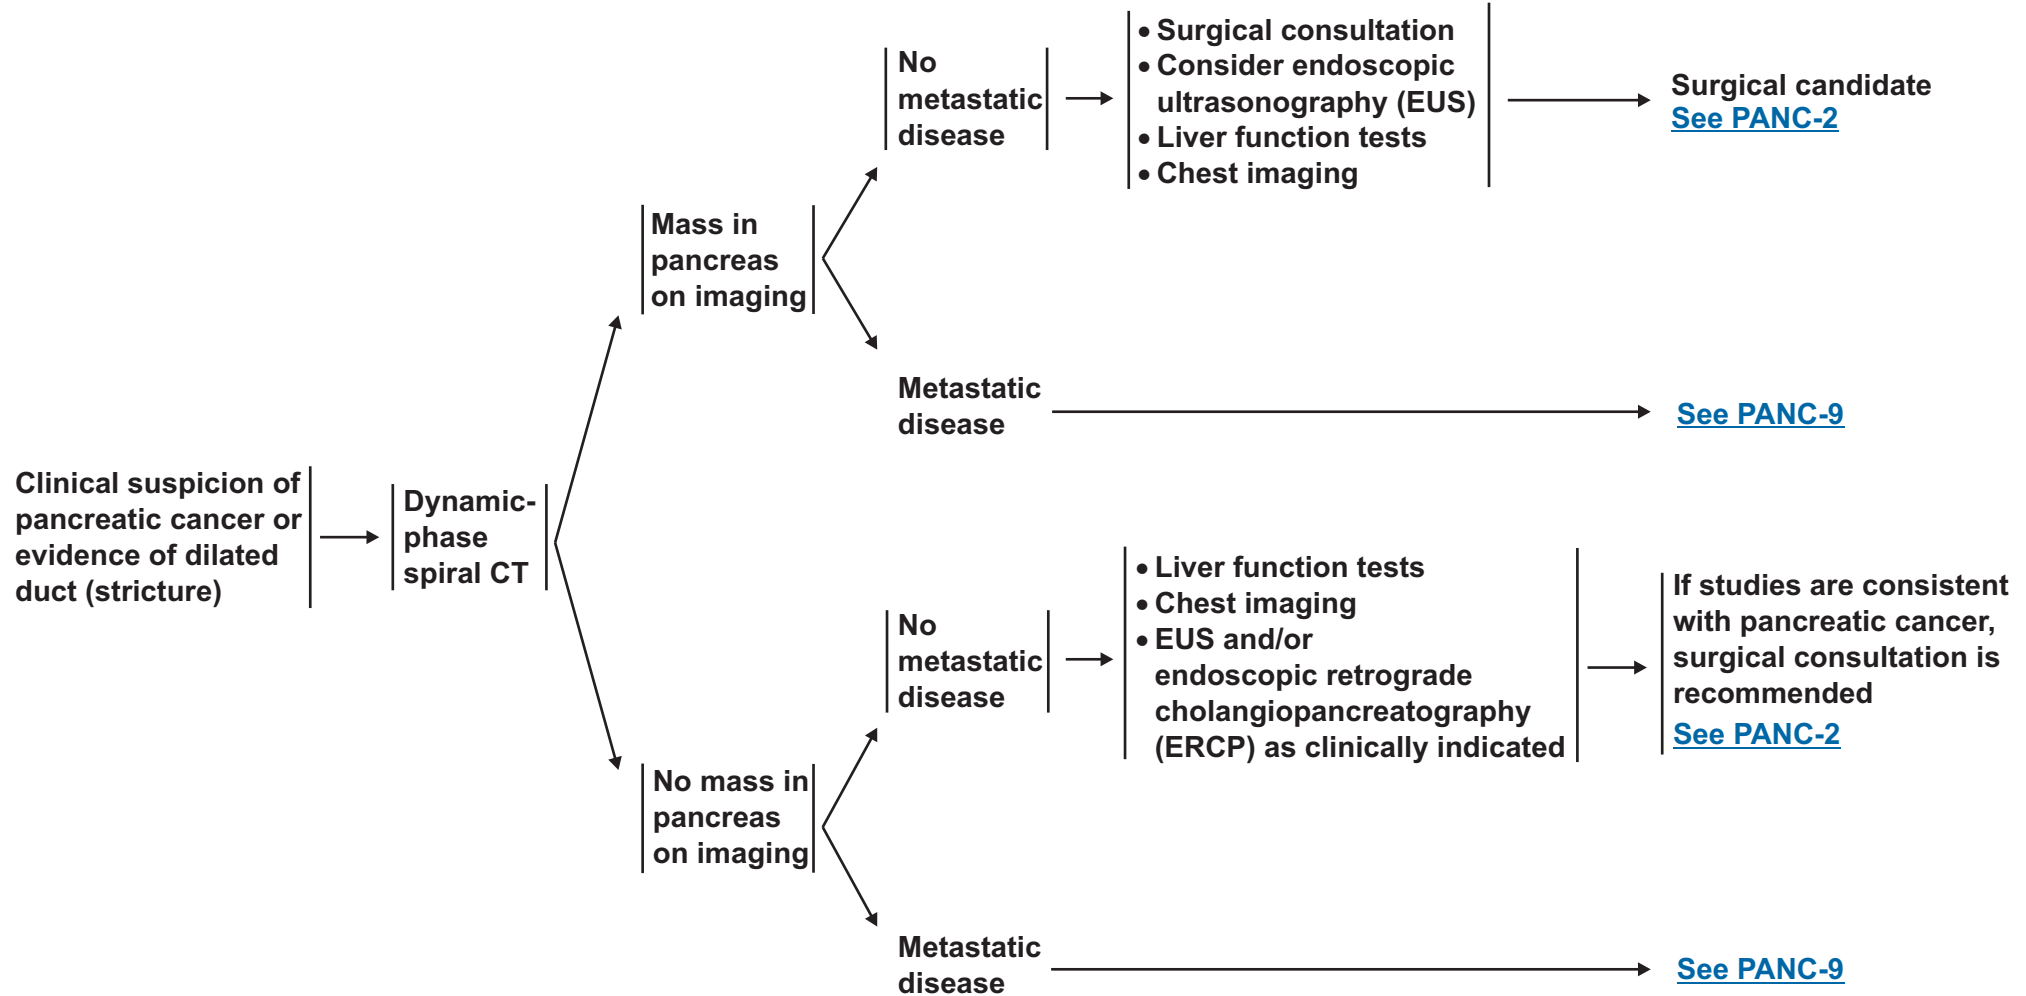 Clinical suspicion of
pancreatic cancer or
evidence of dilated
duct (stricture)
Dynamic-
phase
spiral CT
Mass in
pancreas
on imaging
No
metastatic
disease
• Surgical consultation
• Consider endoscopic
ultrasonography (EUS)
• Liver function tests
• Chest imaging
Surgical candidate
See PANC-2
Metastatic
disease
See PANC-9
No mass in
pancreas
on imaging
No
metastatic
disease
• Liver function tests
• Chest imaging
• EUS and/or
endoscopic retrograde
cholangiopancreatography
(ERCP) as clinically indicated
If studies are consistent
with pancreatic cancer,
surgical consultation is
recommended
See PANC-2
Metastatic
disease
See PANC-9